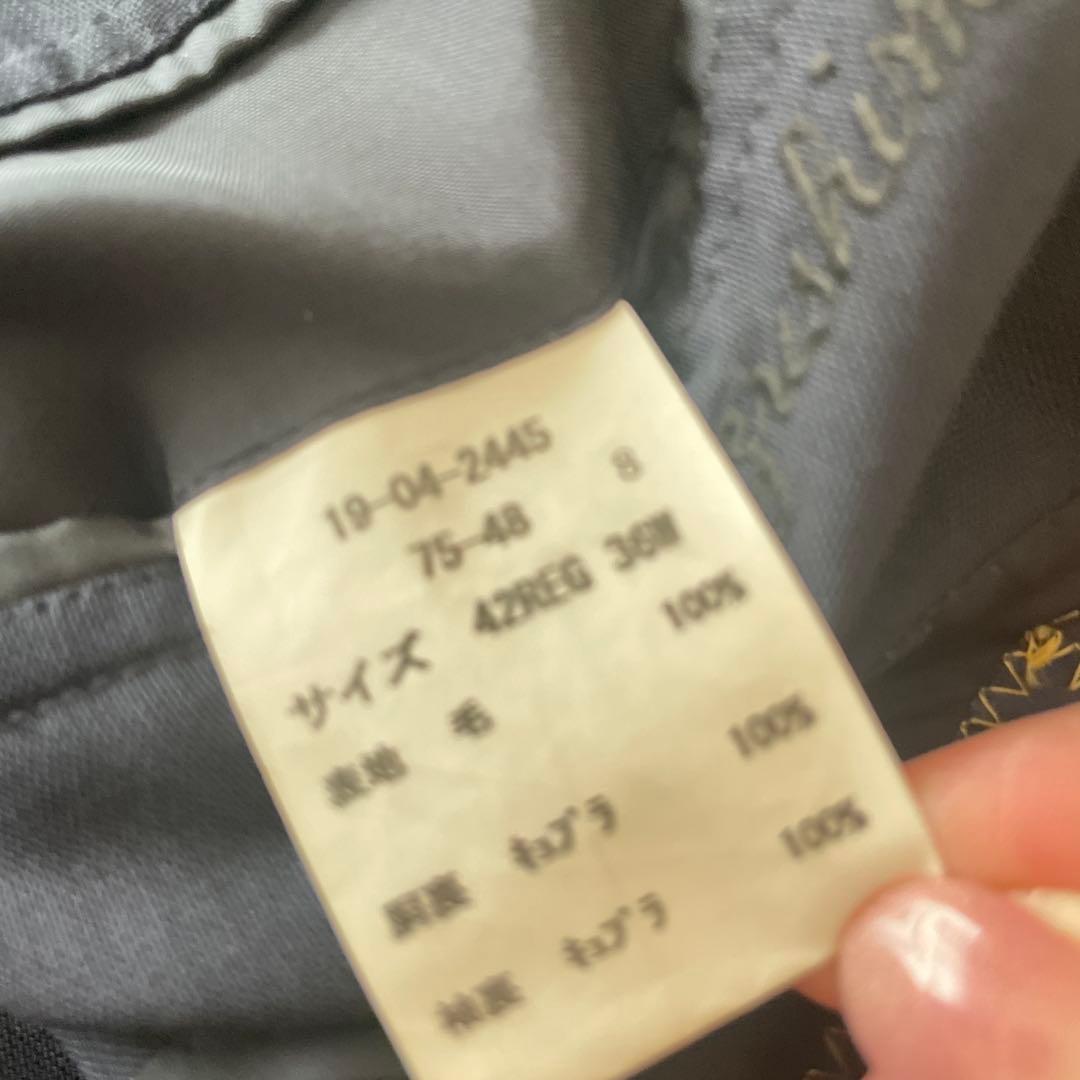 19-04-2445
75-48 8
サイズ 42REG 36W
表地 毛 100%
胴裏 キュプラ 100%
袖裏 キュプラ 100%